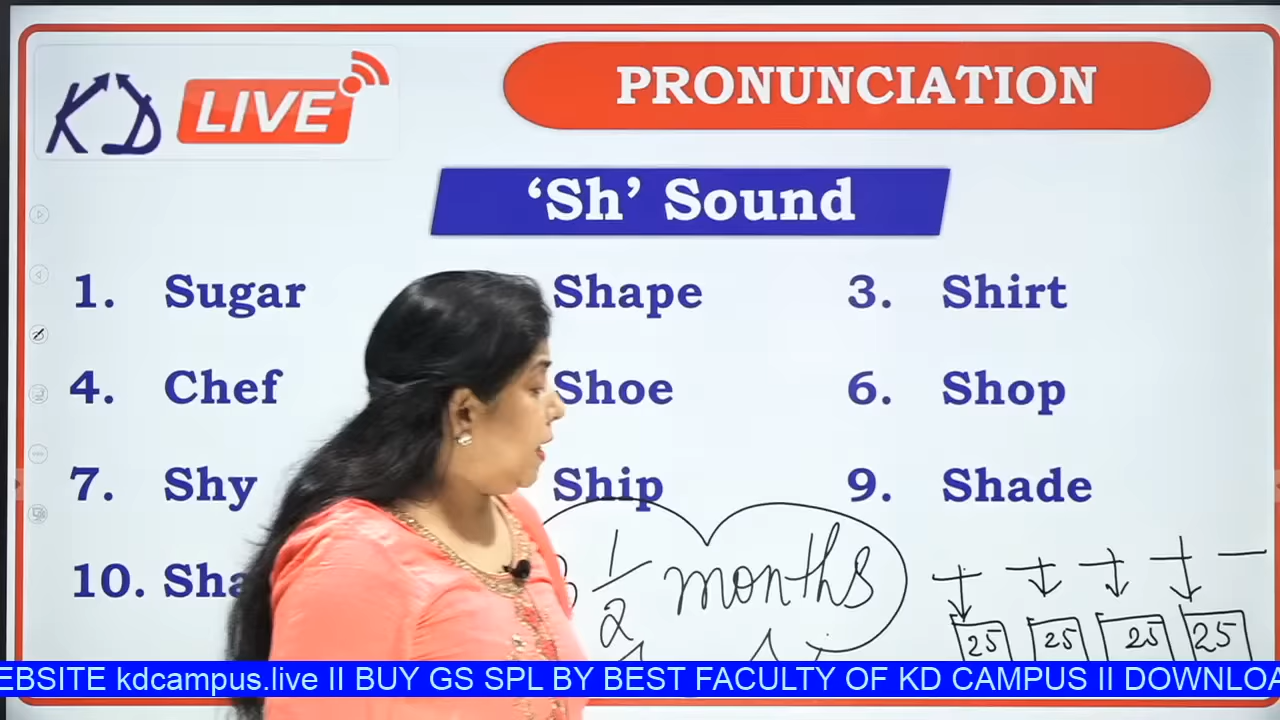 KD LIVE
PRONUNCIATION
‘Sh’ Sound
1. Sugar Shape 3. Shirt
4. Chef Shoe 6. Shop
7. Shy Ship 9. Shade
10. Sha
1/2 months
25 25 25 25
EBSITE kdcampus.live II BUY GS SPL BY BEST FACULTY OF KD CAMPUS II DOWNLOA